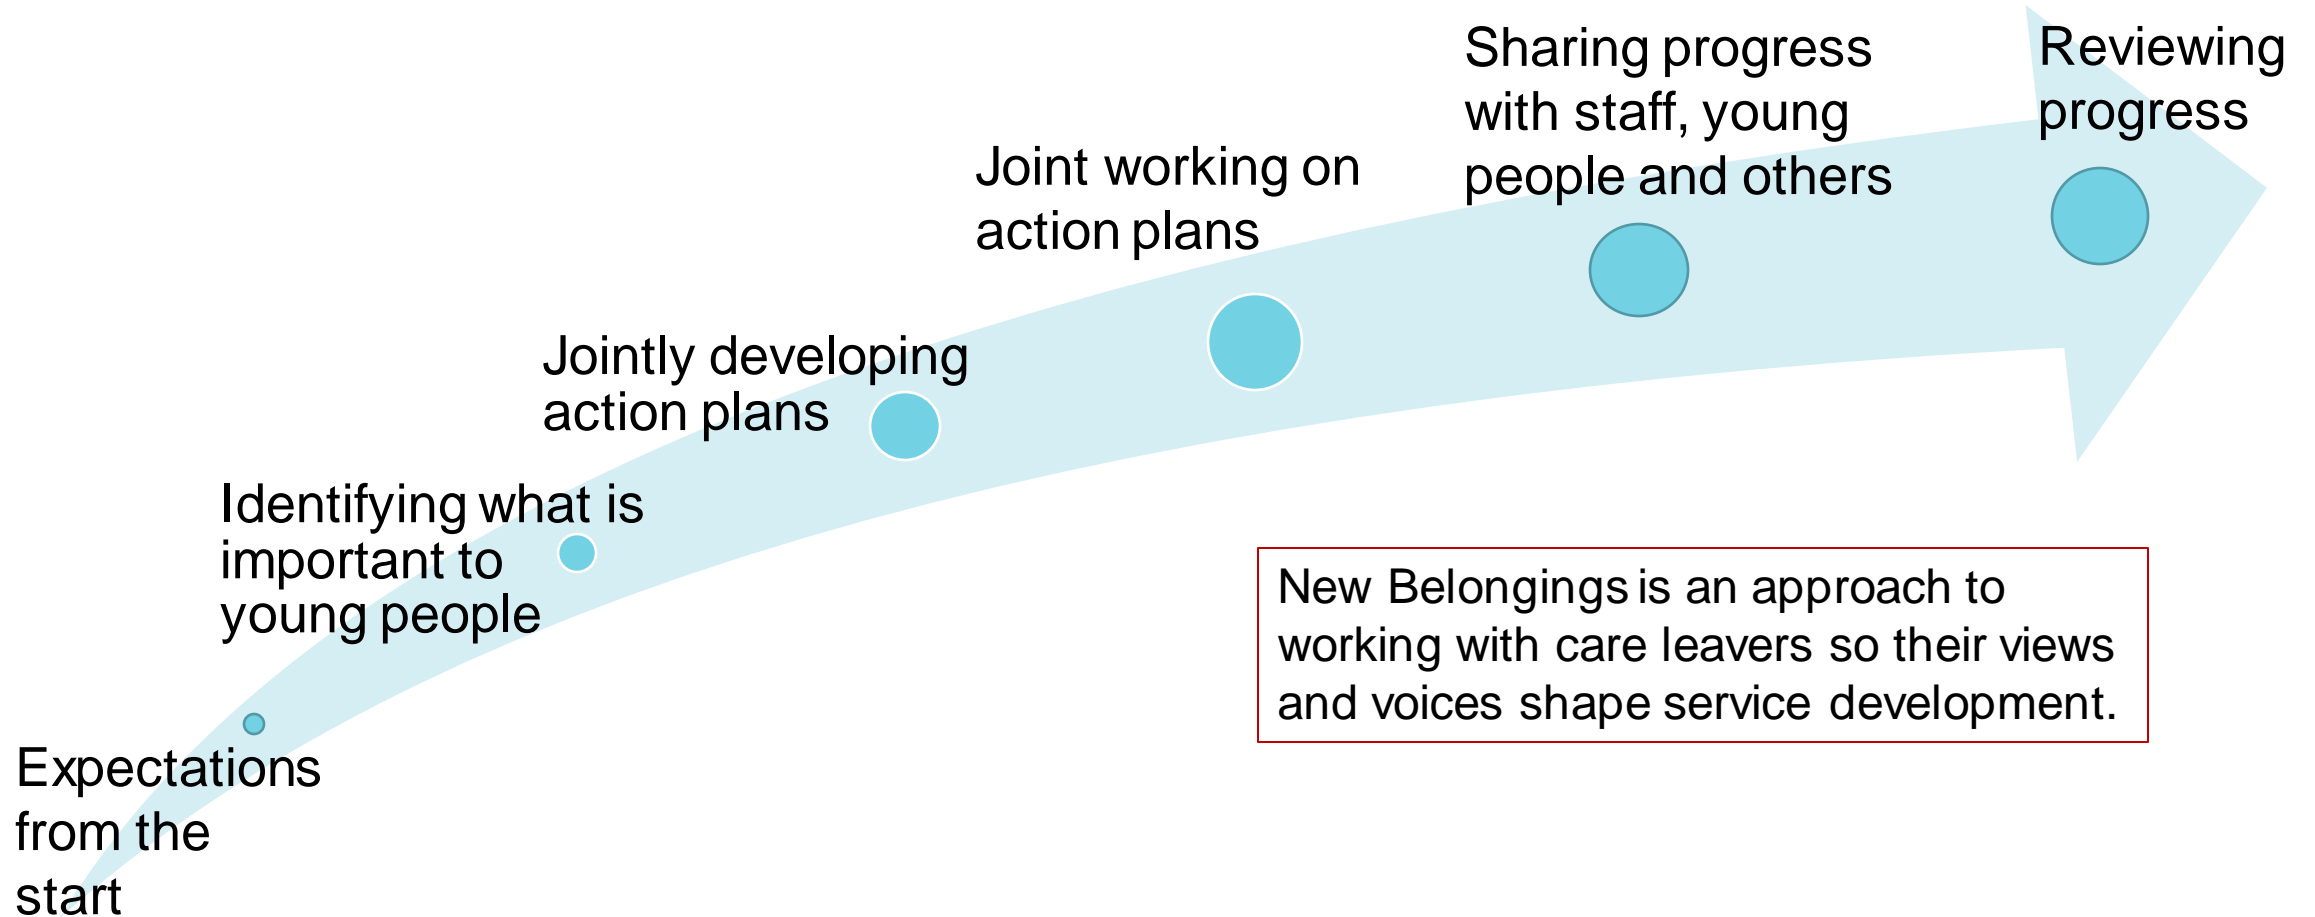 Expectations
from the
start
Identifying what is
important to
young people
Jointly developing
action plans
Joint working on
action plans
Sharing progress
with staff, young
people and others
Reviewing
progress
New Belongings is an approach to
working with care leavers so their views
and voices shape service development.